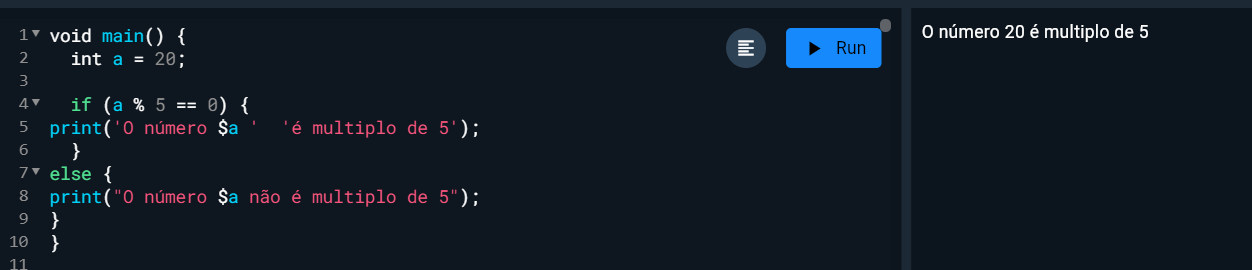 1 void main() {
2 int a = 20;
3
4 if (a % 5 == 0) {
5 print('O número $a '  'é multiplo de 5');
6 }
7 else {
8 print("O número $a não é multiplo de 5");
9 }
10 }
11
Run
O número 20 é multiplo de 5